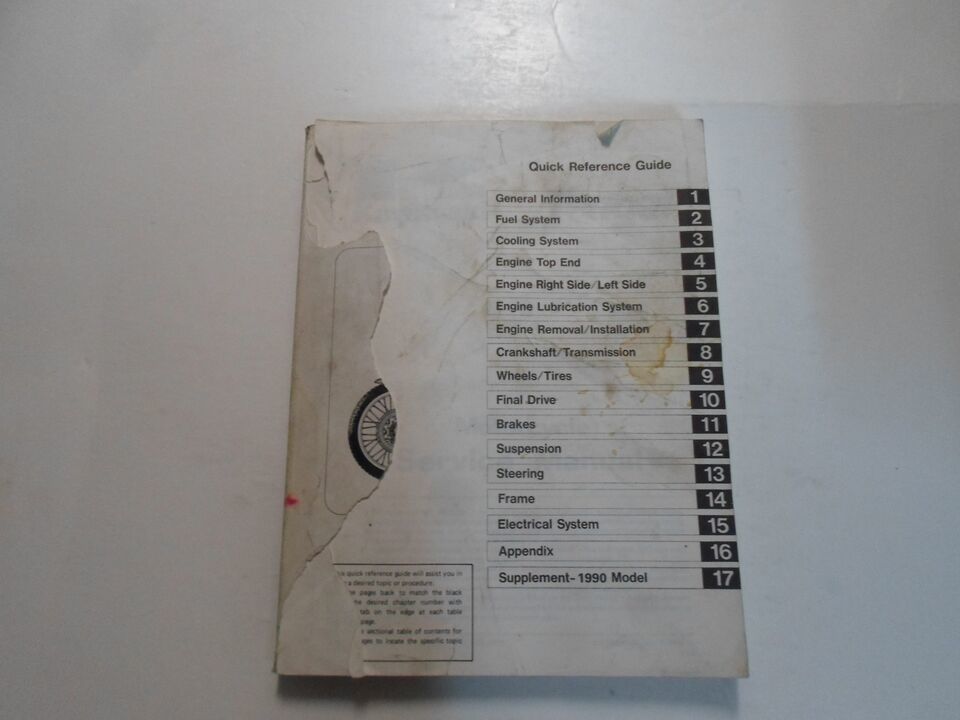 Quick Reference Guide
General Information 1
Fuel System 2
Cooling System 3
Engine Top End 4
Engine Right Side/Left Side 5
Engine Lubrication System 6
Engine Removal/Installation 7
Crankshaft/Transmission 8
Wheels/Tires 9
Final Drive 10
Brakes 11
Suspension 12
Steering 13
Frame 14
Electrical System 15
Appendix 16
Supplement-1990 Model 17
quick reference guide will assist you in
a desired topic or procedure.
pages back to match the black
desired chapter number with
tab on the edge at each table
page.
sectional table of contents for
to locate the specific topic